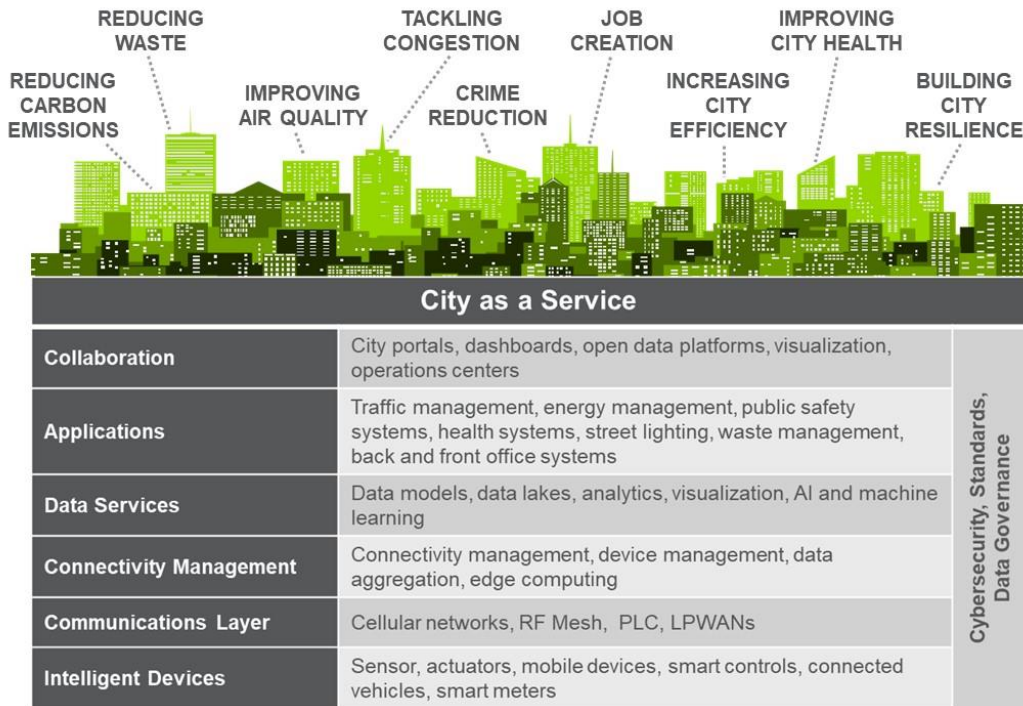 REDUCING
WASTE
TACKLING
CONGESTION
JOB
CREATION
IMPROVING
CITY HEALTH
REDUCING
CARBON
EMISSIONS
IMPROVING
AIR QUALITY
CRIME
REDUCTION
INCREASING
CITY
EFFICIENCY
BUILDING
CITY
RESILIENCE
City as a Service
Collaboration
City portals, dashboards, open data platforms, visualization,
operations centers
Applications
Traffic management, energy management, public safety
systems, health systems, street lighting, waste management,
back and front office systems
Data Services
Data models, data lakes, analytics, visualization, AI and machine
learning
Connectivity Management
Connectivity management, device management, data
aggregation, edge computing
Communications Layer
Cellular networks, RF Mesh, PLC, LPWANs
Intelligent Devices
Sensor, actuators, mobile devices, smart controls, connected
vehicles, smart meters
Cybersecurity, Standards,
Data Governance